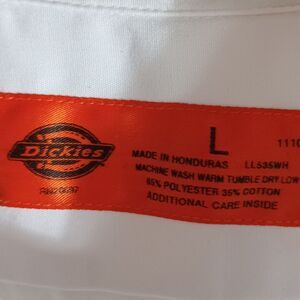 Dickies
L
1110
MADE IN HONDURAS LL535WH
MACHINE WASH WARM TUMBLE DRY LOW
65% POLYESTER 35% COTTON
ADDITIONAL CARE INSIDE